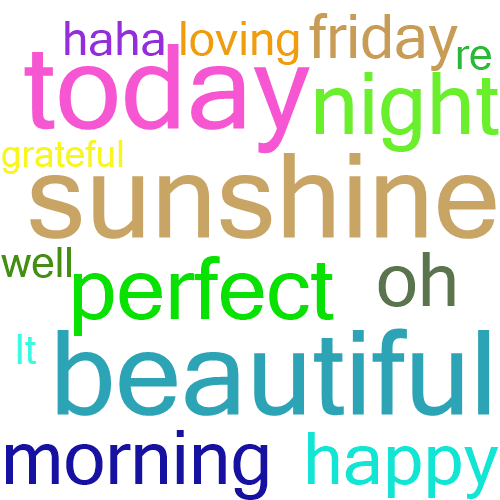 haha loving friday
today night re
grateful
sunshine
well perfect oh
lt beautiful
morning happy